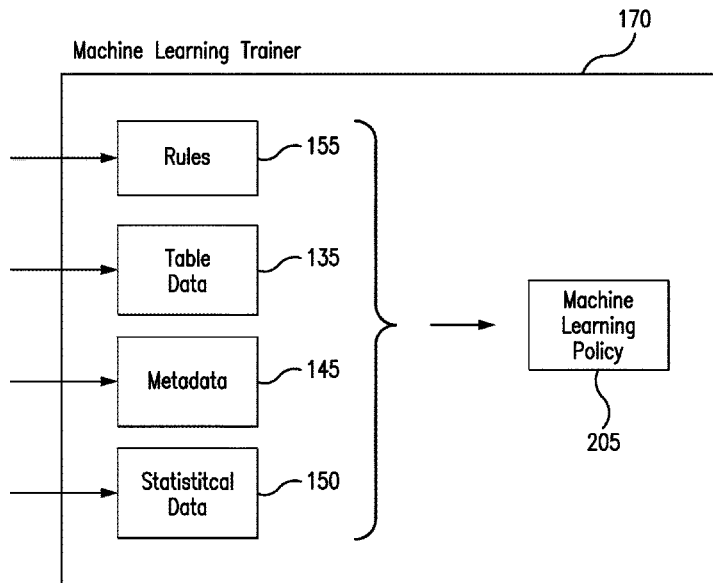 170
Machine Learning Trainer
Rules
155
Table
Data
135
Metadata
145
Statistitcal
Data
150
Machine
Learning
Policy
205